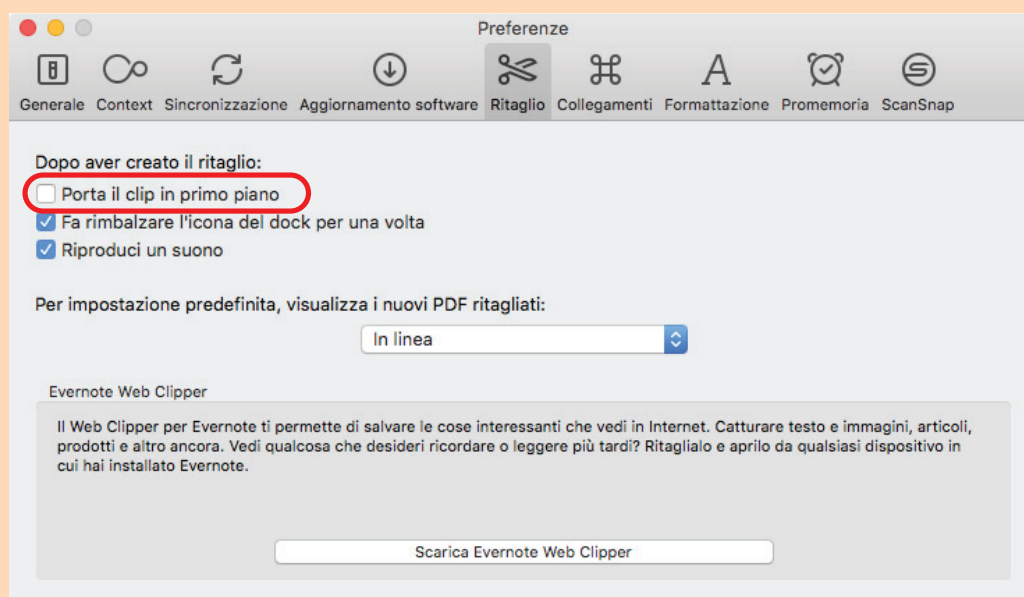 Preferenze
Generale Context Sincronizzazione Aggiornamento software Ritaglio Collegamenti Formattazione Promemoria ScanSnap
Dopo aver creato il ritaglio:
Porta il clip in primo piano
Fa rimbalzare l'icona del dock per una volta
Riproduci un suono
Per impostazione predefinita, visualizza i nuovi PDF ritagliati:
In linea
Evernote Web Clipper
Il Web Clipper per Evernote ti permette di salvare le cose interessanti che vedi in Internet. Catturare testo e immagini, articoli,
prodotti e altro ancora. Vedi qualcosa che desideri ricordare o leggere più tardi? Ritaglialo e aprilo da qualsiasi dispositivo in
cui hai installato Evernote.
Scarica Evernote Web Clipper